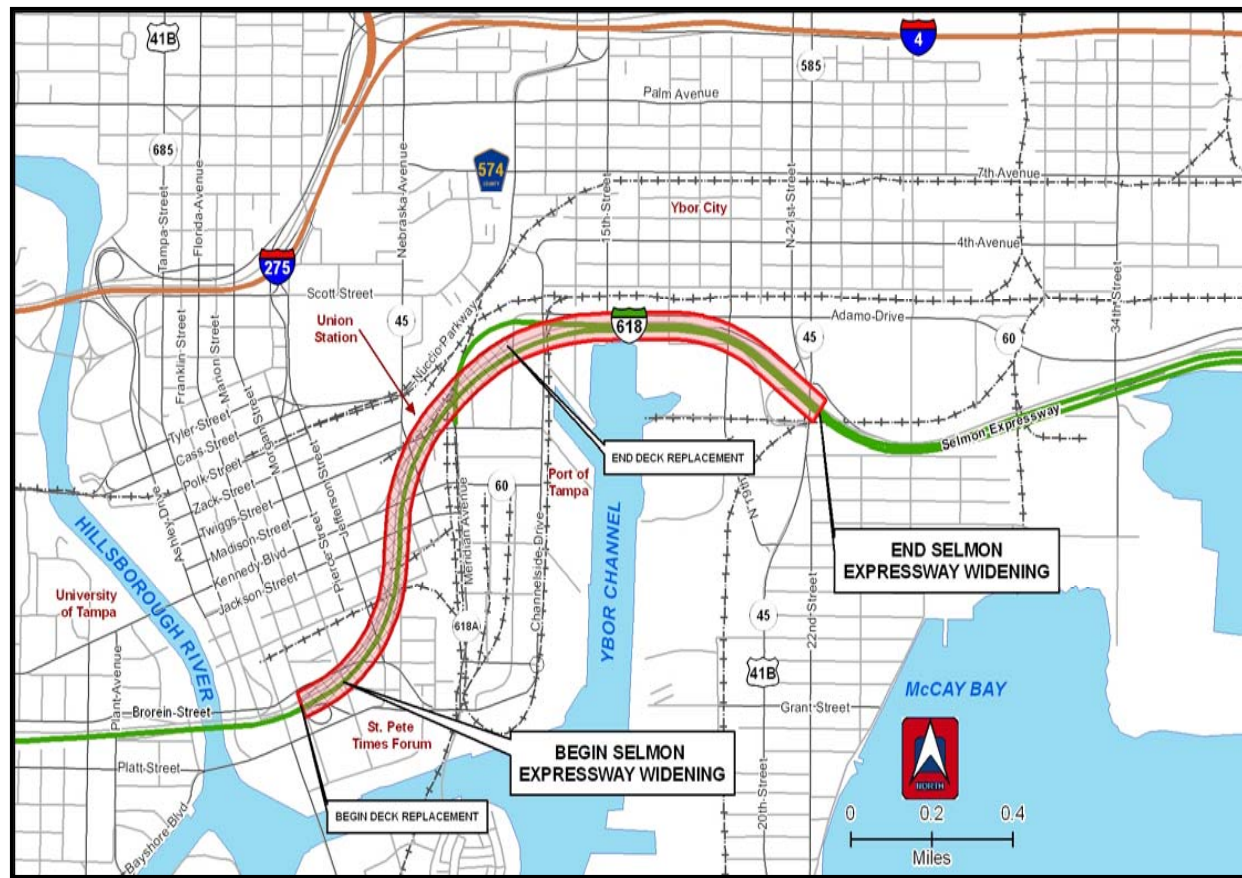 41B
4
585
Palm Avenue
685
574
COUNTY
7th Avenue
Tampa-Street
Florida-Avenue
Nebraska-Avenue
15th-Street
Ybor City
N-21st-Street
4th-Avenue
34th-Street
275
Scott-Street
Union
Station
45
Nuccio-Parkway
618
Adamo-Drive
45
60
Franklin-Street
Marion-Street
Morgan-Street
Jefferson-Street
Pierce-Street
Tyler-Street
Cass-Street
Polk-Street
Zack-Street
Twiggs-Street
Madison-Street
Kennedy-Blvd
Jackson-Street
Ashley-Drive
Selmon Expressway
END DECK REPLACEMENT
Port of
Tampa
60
Meridian-Avenue
Channelside-Drive
N-19th
END SELMON
EXPRESSWAY WIDENING
HILLSBOROUGH RIVER
University
of Tampa
YBOR CHANNEL
618A
45
22nd-Street
41B
McCAY BAY
Plant-Avenue
Brorein-Street
St. Pete
Times Forum
Grant-Street
BEGIN SELMON
EXPRESSWAY WIDENING
Platt-Street
NORTH
BEGIN DECK REPLACEMENT
20th-Street
Bayshore-Blvd
0 0.2 0.4
Miles